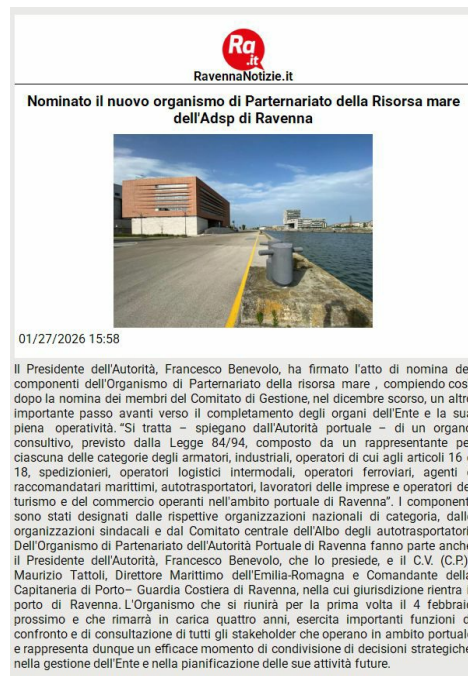 Ra
.it
RavennaNotizie.it
Nominato il nuovo organismo di Parternariato della Risorsa mare
dell'Adsp di Ravenna
01/27/2026 15:58
Il Presidente dell'Autorità, Francesco Benevolo, ha firmato l'atto di nomina de
componenti dell'Organismo di Parternariato della risorsa mare , compiendo cos
dopo la nomina dei membri del Comitato di Gestione, nel dicembre scorso, un altr
importante passo avanti verso il completamento degli organi dell'Ente e la sua
piena operatività. “Si tratta – spiegano dall'Autorità portuale – di un organo
consultivo, previsto dalla Legge 84/94, composto da un rappresentante pe
ciascuna delle categorie degli armatori, industriali, operatori di cui agli articoli 16
18, spedizionieri, operatori logistici intermodali, operatori ferroviari, agenti
raccomandatari marittimi, autotrasportatori, lavoratori delle imprese e operatori de
turismo e del commercio operanti nell'ambito portuale di Ravenna”. I component
sono stati designati dalle rispettive organizzazioni nazionali di categoria, dall
organizzazioni sindacali e dal Comitato centrale dell'Albo degli autotrasportator
Dell'Organismo di Partenariato dell'Autorità Portuale di Ravenna fanno parte anche
il Presidente dell'Autorità, Francesco Benevolo, che lo presiede, e il C.V. (C.P.)
Maurizio Tattoli, Direttore Marittimo dell'Emilia-Romagna e Comandante della
Capitaneria di Porto– Guardia Costiera di Ravenna, nella cui giurisdizione rientra i
porto di Ravenna. L'Organismo che si riunirà per la prima volta il 4 febbrai
prossimo e che rimarrà in carica quattro anni, esercita importanti funzioni d
confronto e di consultazione di tutti gli stakeholder che operano in ambito portuale
e rappresenta dunque un efficace momento di condivisione di decisioni strategiche
nella gestione dell'Ente e nella pianificazione delle sue attività future.